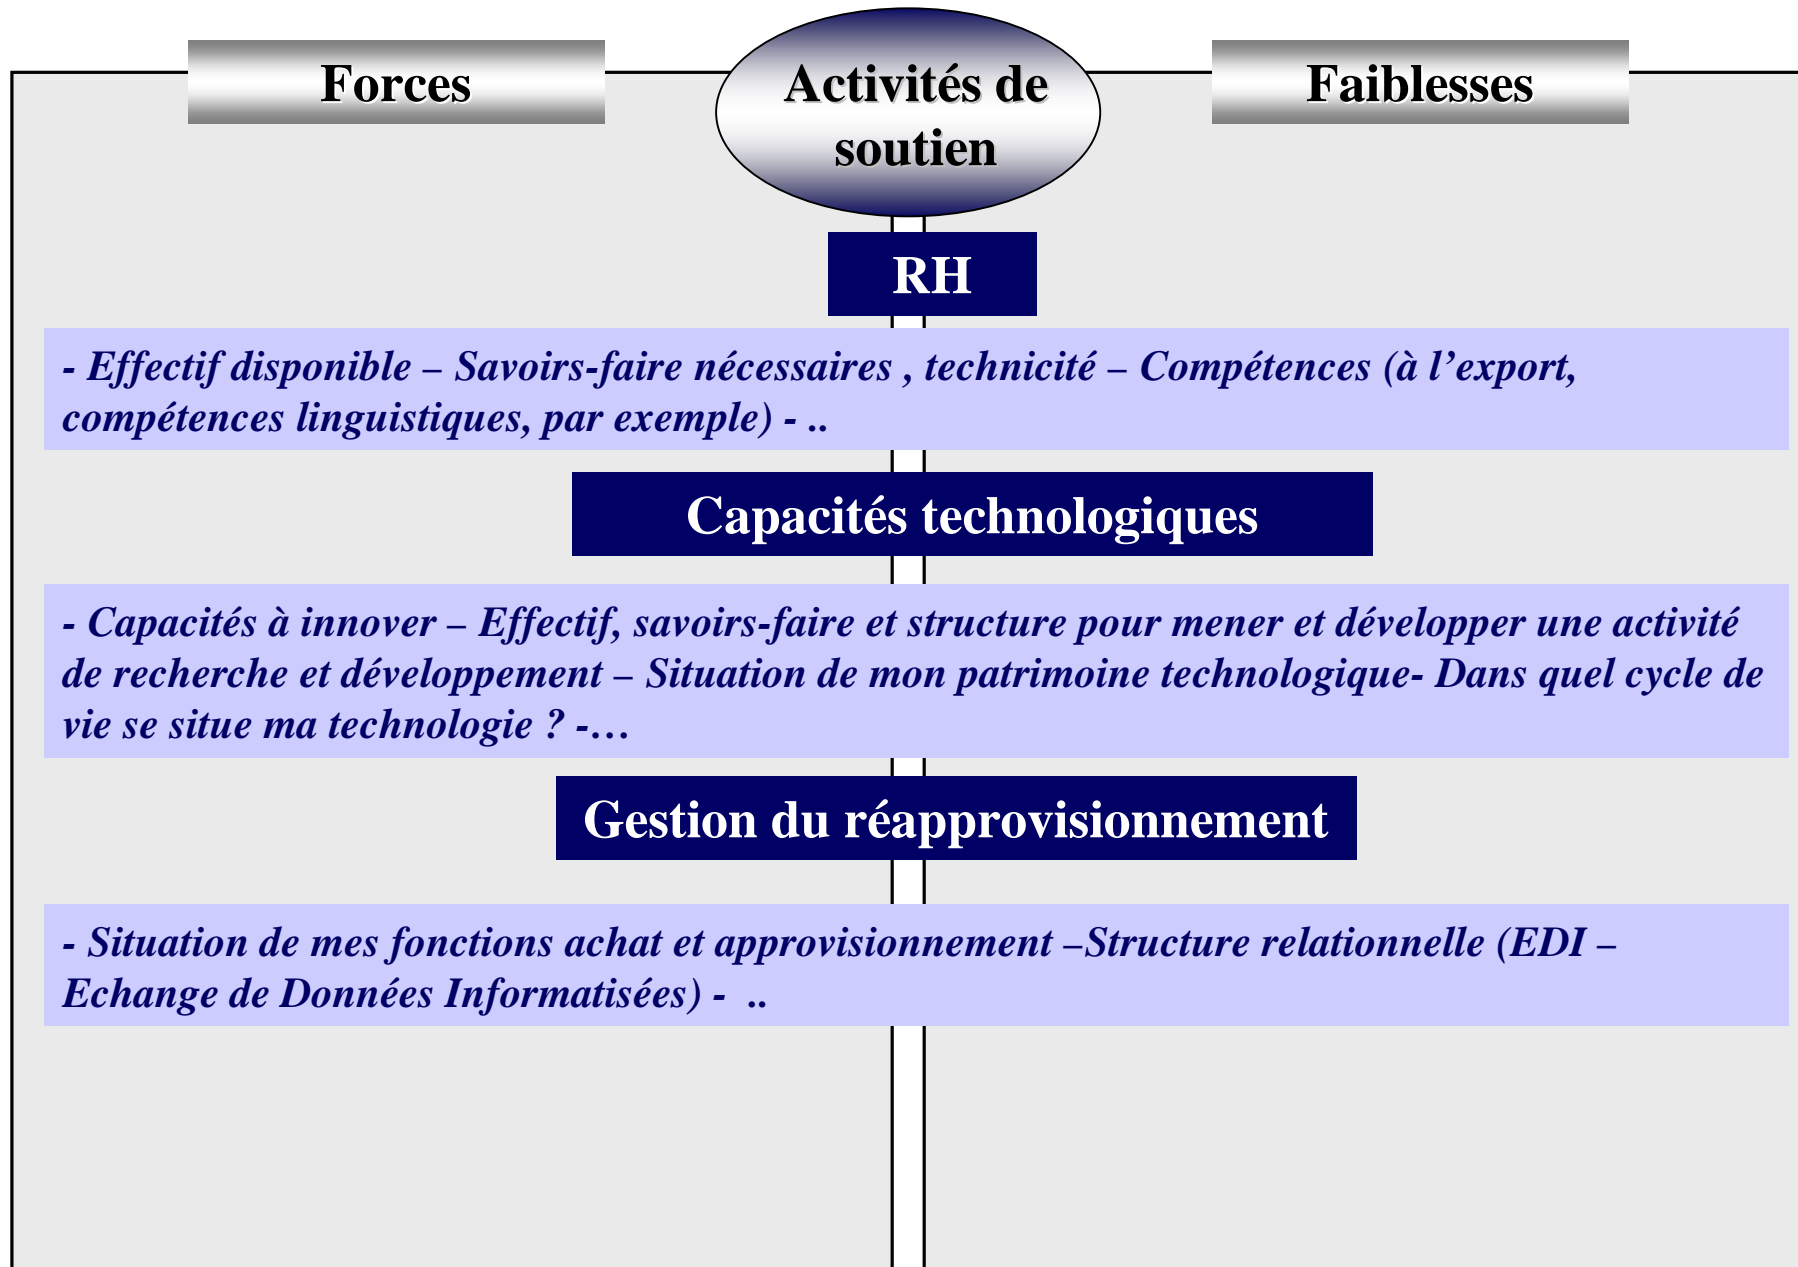 Forces
Activités de
soutien
Faiblesses
RH
- Effectif disponible – Savoirs-faire nécessaires , technicité – Compétences (à l’export,
compétences linguistiques, par exemple) - ..
Capacités technologiques
- Capacités à innover – Effectif, savoirs-faire et structure pour mener et développer une activité
de recherche et développement – Situation de mon patrimoine technologique- Dans quel cycle de
vie se situe ma technologie ? -…
Gestion du réapprovisionnement
- Situation de mes fonctions achat et approvisionnement –Structure relationnelle (EDI –
Echange de Données Informatisées) -  ..